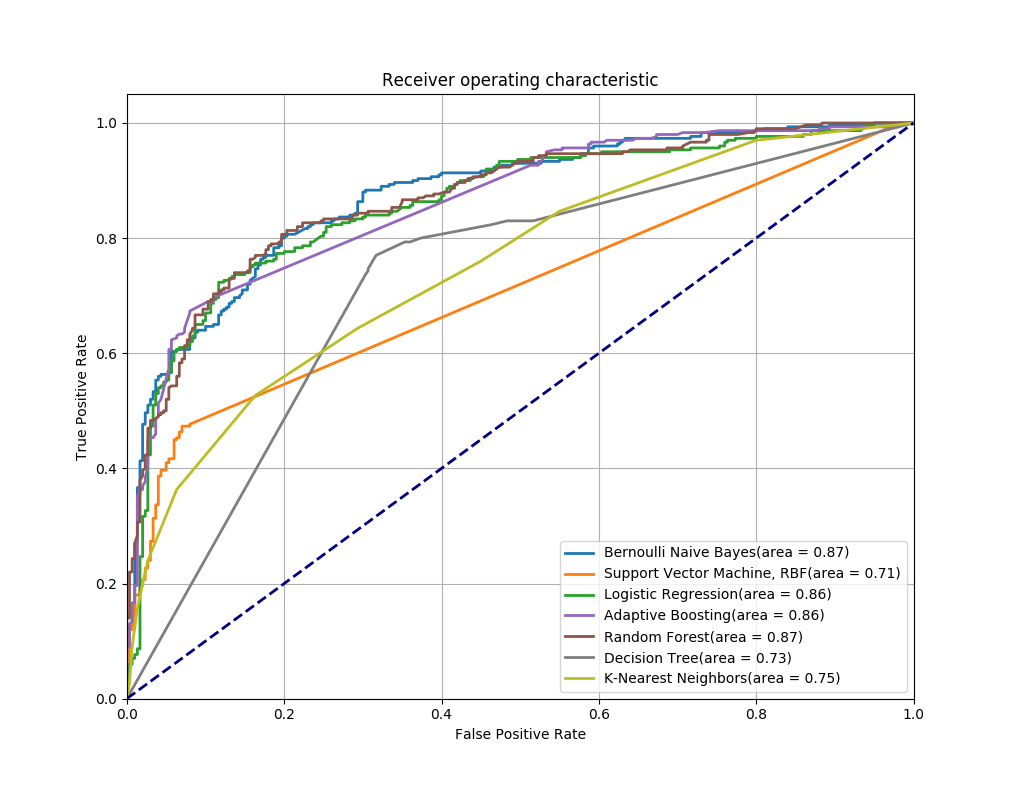 Receiver operating characteristic
1.0
0.8
0.6
0.4
0.2
0.0
True Positive Rate
Bernoulli Naive Bayes(area = 0.87)
Support Vector Machine, RBF(area = 0.71)
Logistic Regression(area = 0.86)
Adaptive Boosting(area = 0.86)
Random Forest(area = 0.87)
Decision Tree(area = 0.73)
K-Nearest Neighbors(area = 0.75)
0.0 0.2 0.4 0.6 0.8 1.0
False Positive Rate